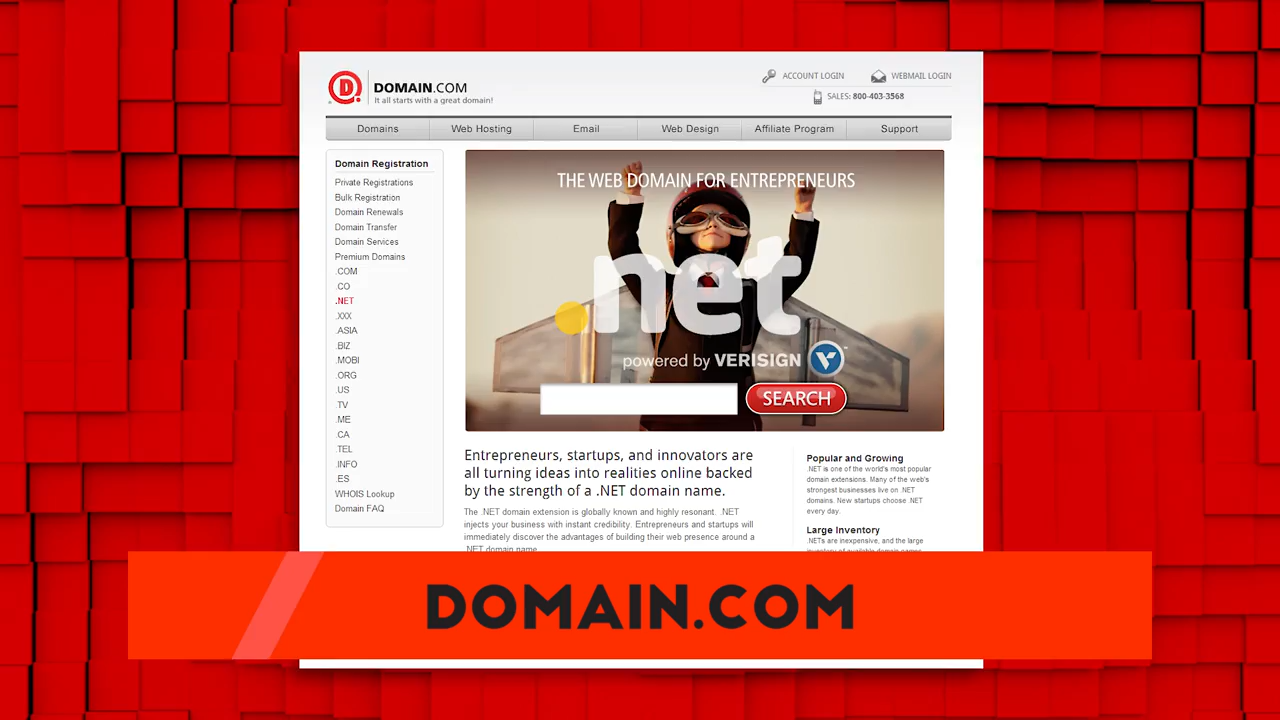 DOMAIN.COM
It all starts with a great domain!
ACCOUNT LOGIN
WEBMAIL LOGIN
SALES: 800-403-3568
Domains
Web Hosting
Email
Web Design
Affiliate Program
Support
Domain Registration
Private Registrations
Bulk Registration
Domain Renewals
Domain Transfer
Domain Services
Premium Domains
.COM
.CO
.NET
.XXX
.ASIA
.BIZ
.MOBI
.ORG
.US
.TV
.ME
.CA
.TEL
.INFO
.ES
WHOIS Lookup
Domain FAQ
THE WEB DOMAIN FOR ENTREPRENEURS
.net
powered by VERISIGN
SEARCH
Entrepreneurs, startups, and innovators are
all turning ideas into realities online backed
by the strength of a .NET domain name.
The .NET domain extension is globally known and highly resonant. .NET
injects your business with instant credibility. Entrepreneurs and startups will
immediately discover the advantages of building their web presence around a
.NET domain name.
Popular and Growing
.NET is one of the world's most popular
domain extensions. Many of the web's
strongest businesses live on .NET
domains. New startups choose .NET
every day.
Large Inventory
.NETs are inexpensive, and the large
inventory of available domain names
DOMAIN.COM